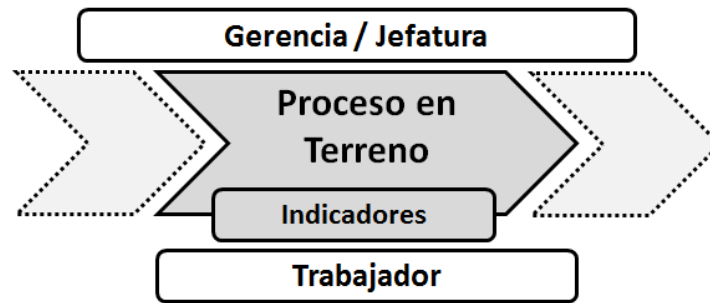 Gerencia / Jefatura
Proceso en
Terreno
Indicadores
Trabajador